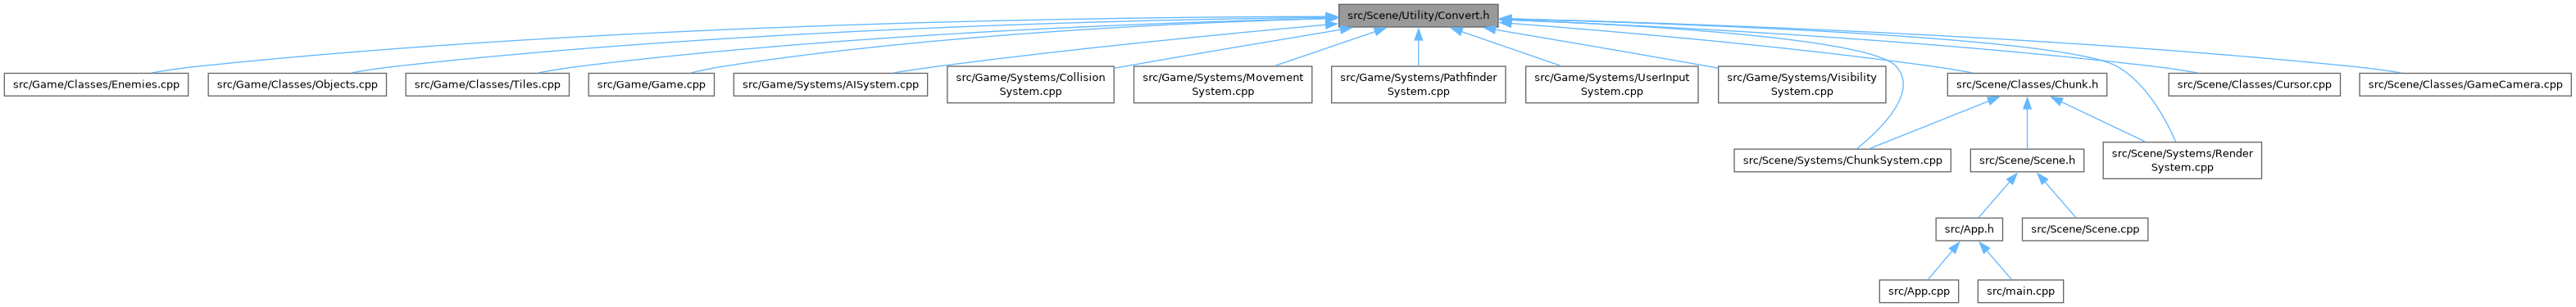 src/Scene/Utility/Convert.h
src/Game/Classes/Enemies.cpp
src/Game/Classes/Objects.cpp
src/Game/Classes/Tiles.cpp
src/Game/Game.cpp
src/Game/Systems/AISystem.cpp
src/Game/Systems/Collision
System.cpp
src/Game/Systems/Movement
System.cpp
src/Game/Systems/Pathfinder
System.cpp
src/Game/Systems/UserInput
System.cpp
src/Game/Systems/Visibility
System.cpp
src/Scene/Classes/Chunk.h
src/Scene/Classes/Cursor.cpp
src/Scene/Classes/GameCamera.cpp
src/Scene/Systems/ChunkSystem.cpp
src/Scene/Scene.h
src/Scene/Systems/Render
System.cpp
src/App.h
src/Scene/Scene.cpp
src/App.cpp
src/main.cpp